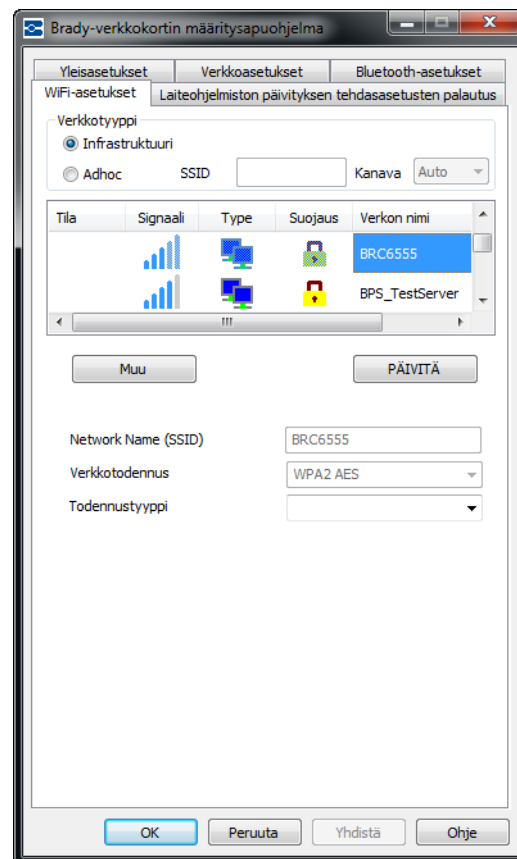 Brady-verkkokortin määritysapuohjelma
Yleisasetukset Verkkoasetukset Bluetooth-asetukset
WiFi-asetukset Laiteohjelmiston päivityksen tehdasasetusten palautus
Verkkotyyppi
Infrastruktuuri
Adhoc SSID Kanava Auto
Tila Signaali Type Suojaus Verkon nimi
BRC6555
BPS_TestServer
Muu PÄIVITÄ
Network Name (SSID) BRC6555
Verkkotodennus WPA2 AES
Todennustyyppi
OK Peruuta Yhdistä Ohje